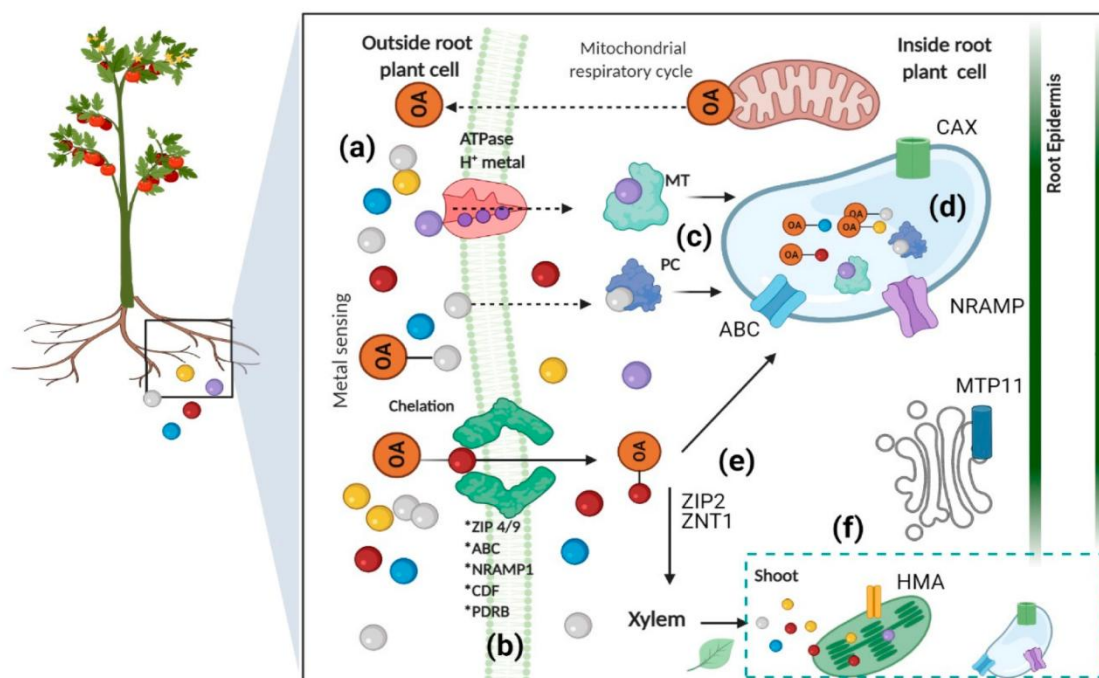 Outside root
plant cell
Mitochondrial
respiratory cycle
Inside root
plant cell
OA
OA
CAX
Root Epidermis
(a)
ATPase
H⁺ metal
MT
(d)
OA
OA
OA
OA
(c)
PC
ABC
NRAMP
Metal sensing
OA
MTP11
Chelation
OA
OA
(e)
ZIP2
ZNT1
*ZIP 4/9
*ABC
*NRAMP1
*CDF
*PDRB
(f)
Shoot
HMA
Xylem
(b)